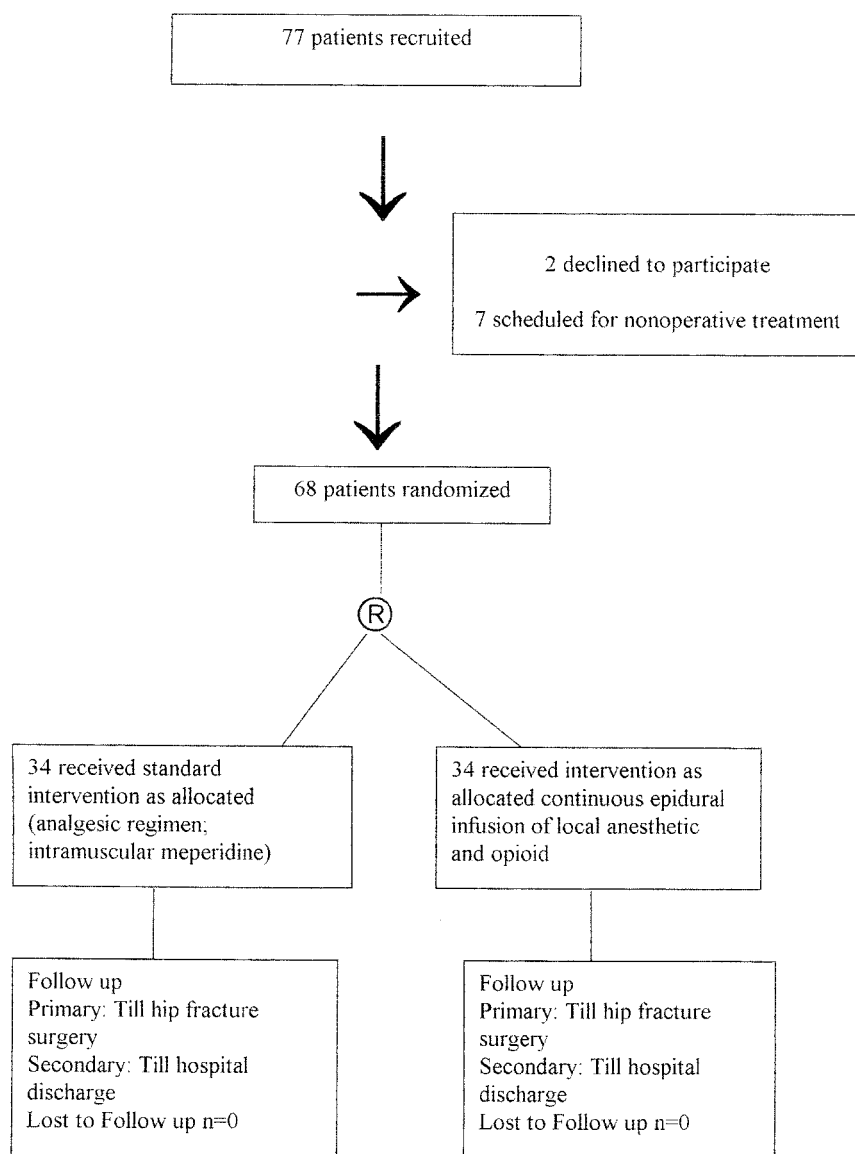 77 patients recruited
2 declined to participate
7 scheduled for nonoperative treatment
68 patients randomized
R
34 received standard
intervention as allocated
(analgesic regimen;
intramuscular meperidine)
34 received intervention as
allocated continuous epidural
infusion of local anesthetic
and opioid
Follow up
Primary: Till hip fracture
surgery
Secondary: Till hospital
discharge
Lost to Follow up n=0
Follow up
Primary: Till hip fracture
surgery
Secondary: Till hospital
discharge
Lost to Follow up n=0